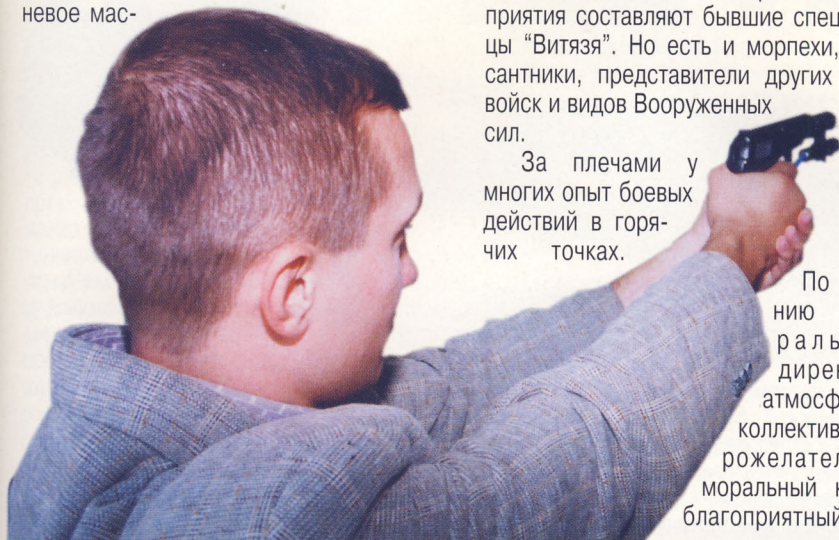 невое мас-
приятия составляют бывшие спец
цы “Витязя”. Но есть и морпехи,
сантники, представители других
войск и видов Вооруженных
сил.
За плечами у
многих опыт боевых
действий в горя-
чих точках.
По
нию
раль
дирек
атмосф
коллектив
рожелател
моральный
благоприятный